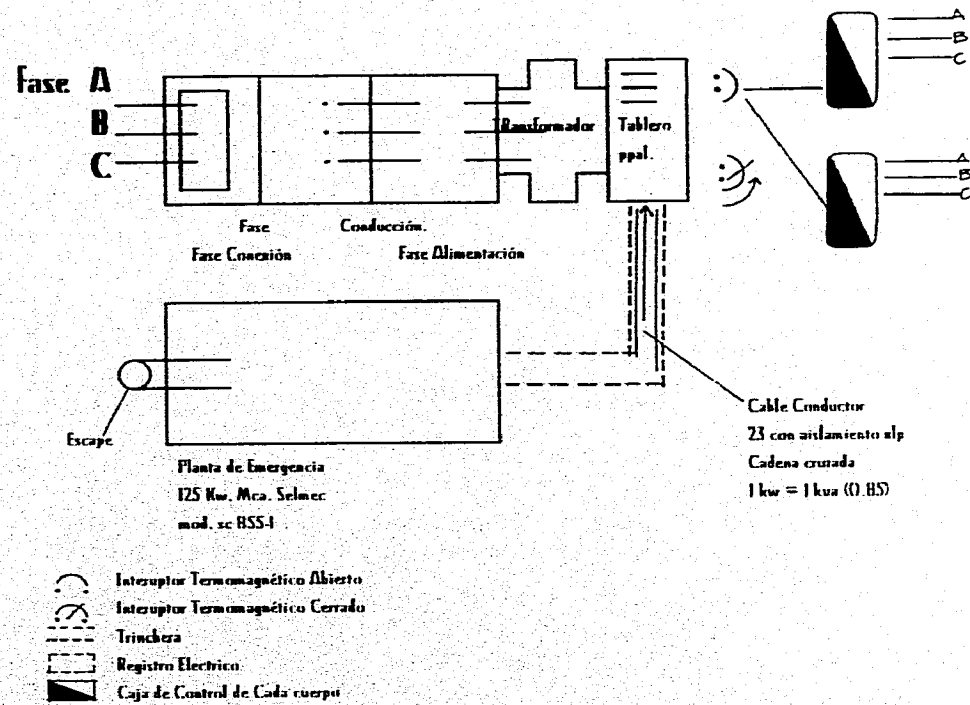 Fase A
B
C
A
B
C
Transformador
Tablero
ppal.
A
B
C
Fase
Conducción.
Fase Conexión
Fase Alimentación
Escape
Planta de Emergencia
125 Kw. Mca. Selmec
mod. sc
Cable Conductor
23 con aislamiento xlp
Cadena cruzada
1 kw = 1 kva (0.85)
Interuptor Termomagnético Abierto
Interuptor Termomagnético Cerrado
Trinchera
Registro Electrico
Caja de Control de Cada cuerpo